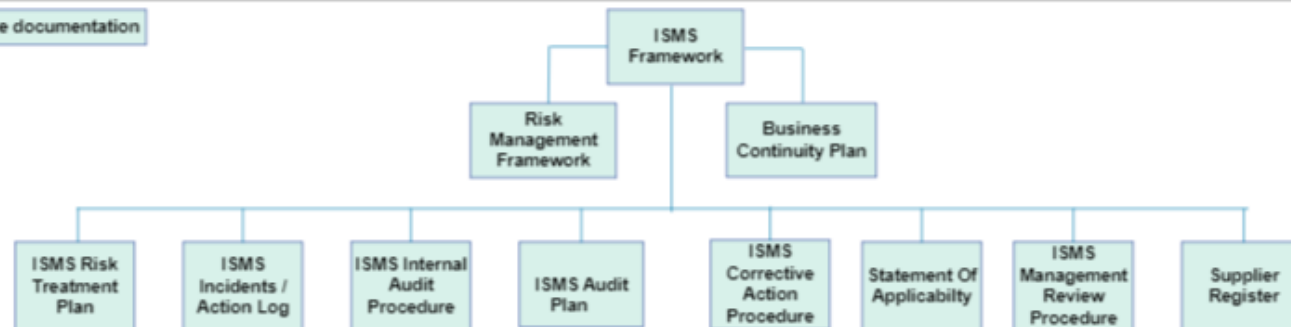 e documentation
ISMS
Framework
Risk
Management
Framework
Business
Continuity Plan
ISMS Risk
Treatment
Plan
ISMS
Incidents /
Action Log
ISMS Internal
Audit
Procedure
ISMS Audit
Plan
ISMS
Corrective
Action
Procedure
Statement Of
Applicabilty
ISMS
Management
Review
Procedure
Supplier
Register